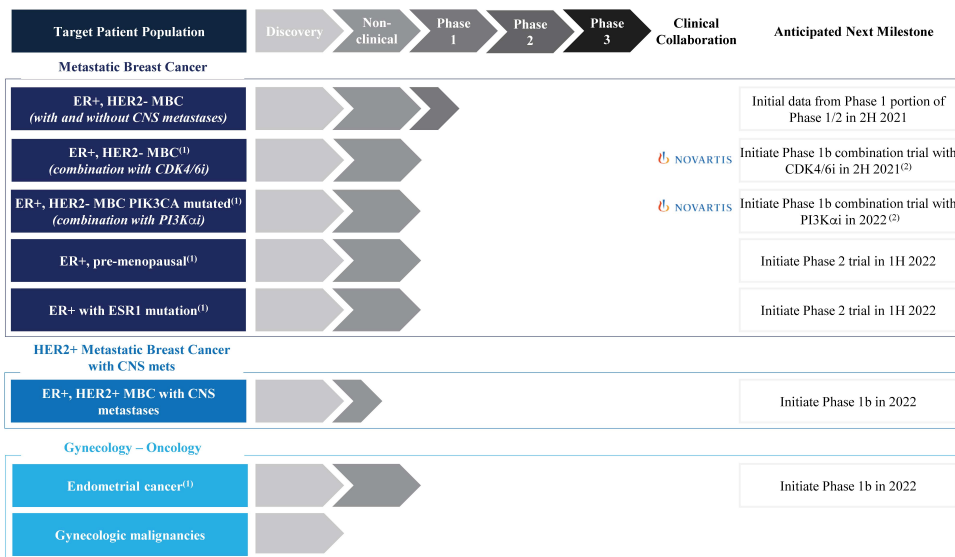 Target Patient Population
Discovery
Non-
clinical
Phase
1
Phase
2
Phase
3
Clinical
Collaboration
Anticipated Next Milestone
Metastatic Breast Cancer
ER+, HER2- MBC
(with and without CNS metastases)
Initial data from Phase 1 portion of
Phase 1/2 in 2H 2021
ER+, HER2- MBC(1)
(combination with CDK4/6i)
NOVARTIS
Initiate Phase 1b combination trial with
CDK4/6i in 2H 2021(2)
ER+, HER2- MBC PIK3CA mutated(1)
(combination with PI3Kαi)
NOVARTIS
Initiate Phase 1b combination trial with
PI3Kαi in 2022 (2)
ER+, pre-menopausal(1)
Initiate Phase 2 trial in 1H 2022
ER+ with ESR1 mutation(1)
Initiate Phase 2 trial in 1H 2022
HER2+ Metastatic Breast Cancer
with CNS mets
ER+, HER2+ MBC with CNS
metastases
Initiate Phase 1b in 2022
Gynecology – Oncology
Endometrial cancer(1)
Initiate Phase 1b in 2022
Gynecologic malignancies